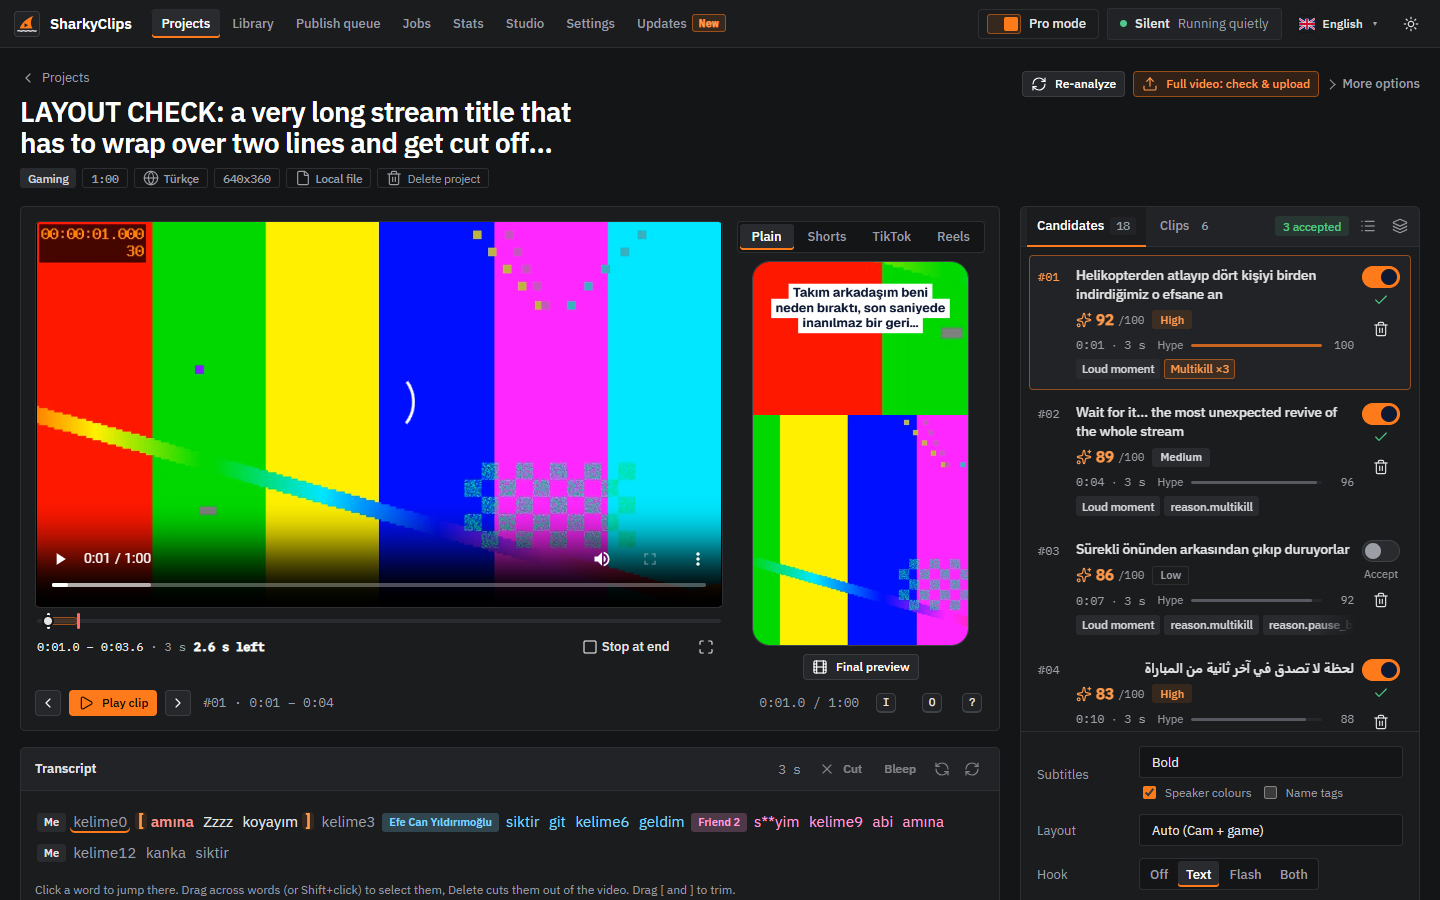 SharkyClips
Projects
Library
Publish queue
Jobs
Stats
Studio
Settings
Updates New
Pro mode
Silent Running quietly
English
Projects
Re-analyze
Full video: check & upload
More options
LAYOUT CHECK: a very long stream title that
has to wrap over two lines and get cut off...
Gaming
1:00
Türkçe
640x360
Local file
Delete project
00:00:01.000
30
0:01 / 1:00
Plain
Shorts
TikTok
Reels
Takım arkadaşım beni
neden bıraktı, son saniyede
inanılmaz bir geri...
Final preview
0:01.0 – 0:03.6 · 3 s 2.6 s left
Stop at end
Play clip
#01 · 0:01 – 0:04
0:01.0 / 1:00
I
O
?
Transcript
3 s
Cut
Bleep
Me kelime0 [ amına Zzzz koyayım ] kelime3 Efe Can Yıldırımoğlu siktir git kelime6 geldim Friend 2 s**yim kelime9 abi amına
Me kelime12 kanka siktir
Click a word to jump there. Drag across words (or Shift+click) to select them, Delete cuts them out of the video. Drag [ and ] to trim.
Candidates 18
Clips 6
3 accepted
#01 Helikopterden atlayıp dört kişiyi birden
indirdiğimiz o efsane an
92 /100 High
0:01 · 3 s Hype 100
Loud moment Multikill ×3
#02 Wait for it... the most unexpected revive of
the whole stream
89 /100 Medium
0:04 · 3 s Hype 96
Loud moment reason.multikill
#03 Sürekli önünden arkasından çıkıp duruyorlar
86 /100 Low
Accept
0:07 · 3 s Hype 92
Loud moment reason.multikill reason.pause_b
#04 لحظة لا تصدق في آخر ثانية من المباراة
83 /100 High
0:10 · 3 s Hype 88
Subtitles
Bold
Speaker colours
Name tags
Layout
Auto (Cam + game)
Hook
Off
Text
Flash
Both